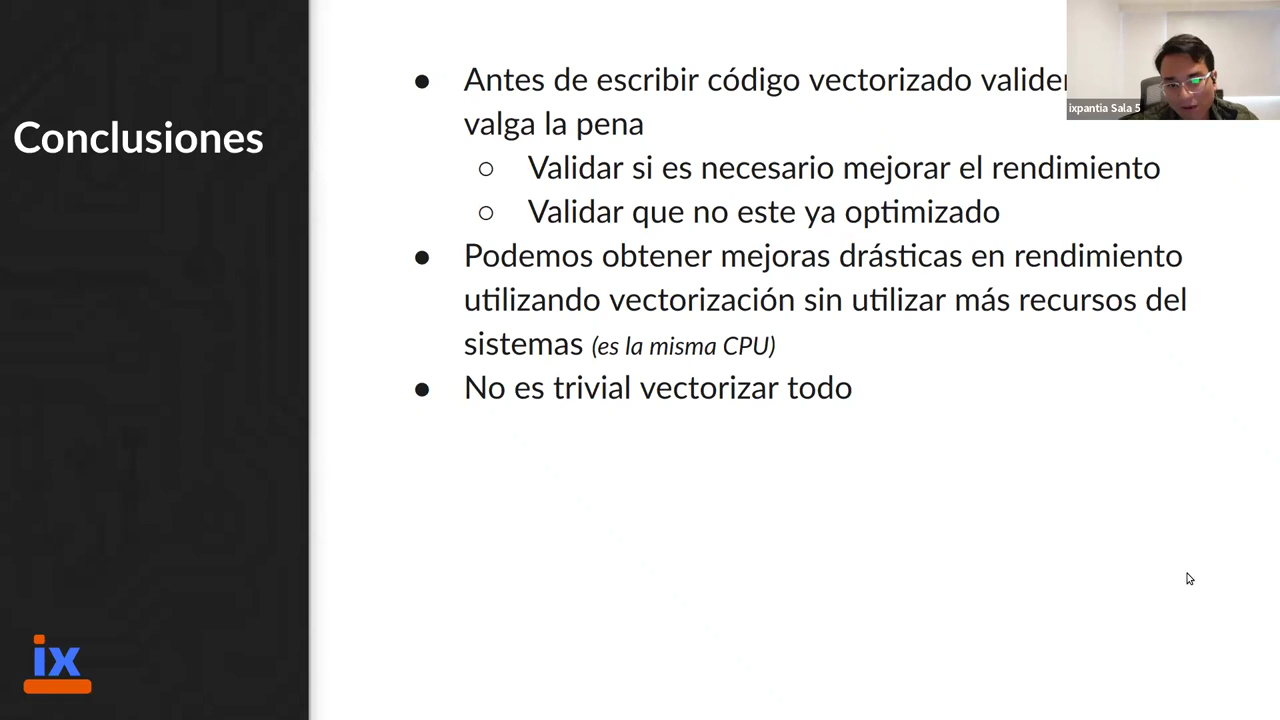 Conclusiones
● Antes de escribir código vectorizado
valga la pena
○ Validar si es necesario mejorar el rendimiento
○ Validar que no este ya optimizado
● Podemos obtener mejoras drásticas en rendimiento
utilizando vectorización sin utilizar más recursos del
sistemas (es la misma CPU)
● No es trivial vectorizar todo
ixpantia Sala 5
ix